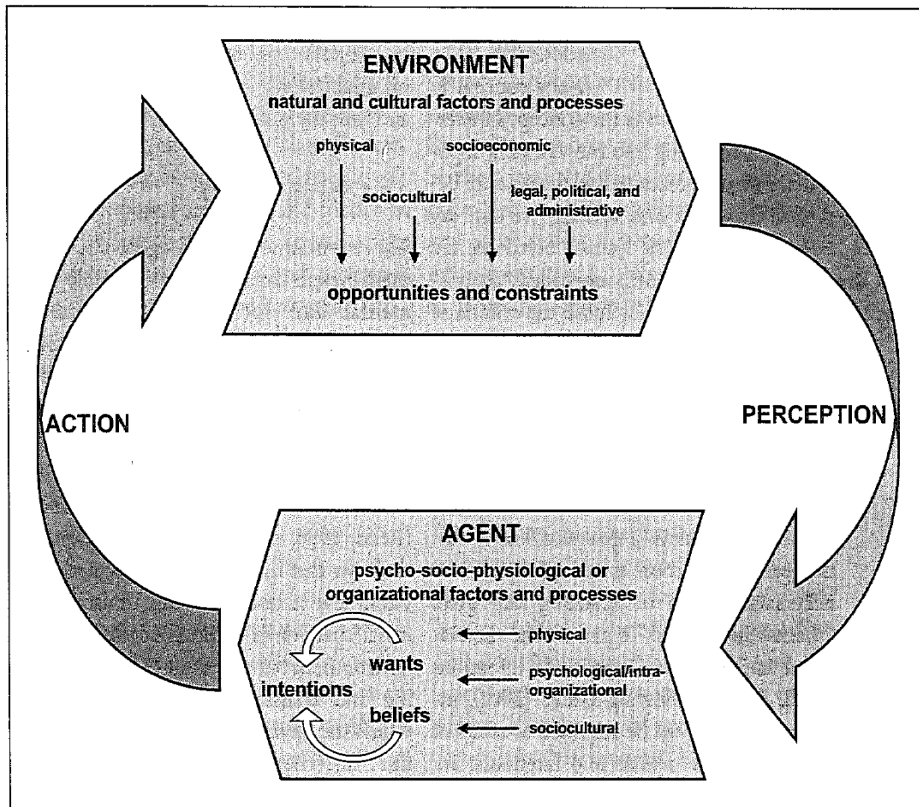 ENVIRONMENT
natural and cultural factors and processes
physical
socioeconomic
sociocultural
legal, political, and
administrative
opportunities and constraints
ACTION
PERCEPTION
AGENT
psycho-socio-physiological or
organizational factors and processes
physical
wants
psychological/intra-
organizational
intentions
beliefs
sociocultural